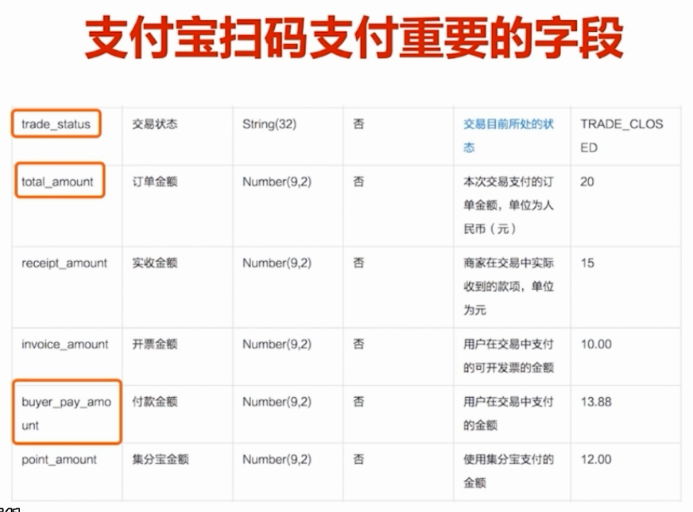 支付宝扫码支付重要的字段
trade_status 交易状态 String(32) 否 交易目前所处的状 TRADE_CLOS
态 ED
total_amount 订单金额 Number(9,2) 否 本次交易支付的订 20
单金额，单位为人
民币（元）
receipt_amount 实收金额 Number(9,2) 否 商家在交易中实际 15
收到的款项，单位
为元
invoice_amount 开票金额 Number(9,2) 否 用户在交易中支付 10.00
的可开发票的金额
buyer_pay_amo 付款金额 Number(9,2) 否 用户在交易中支付 13.88
unt 的金额
point_amount 集分宝金额 Number(9,2) 否 使用集分宝支付的 12.00
金额